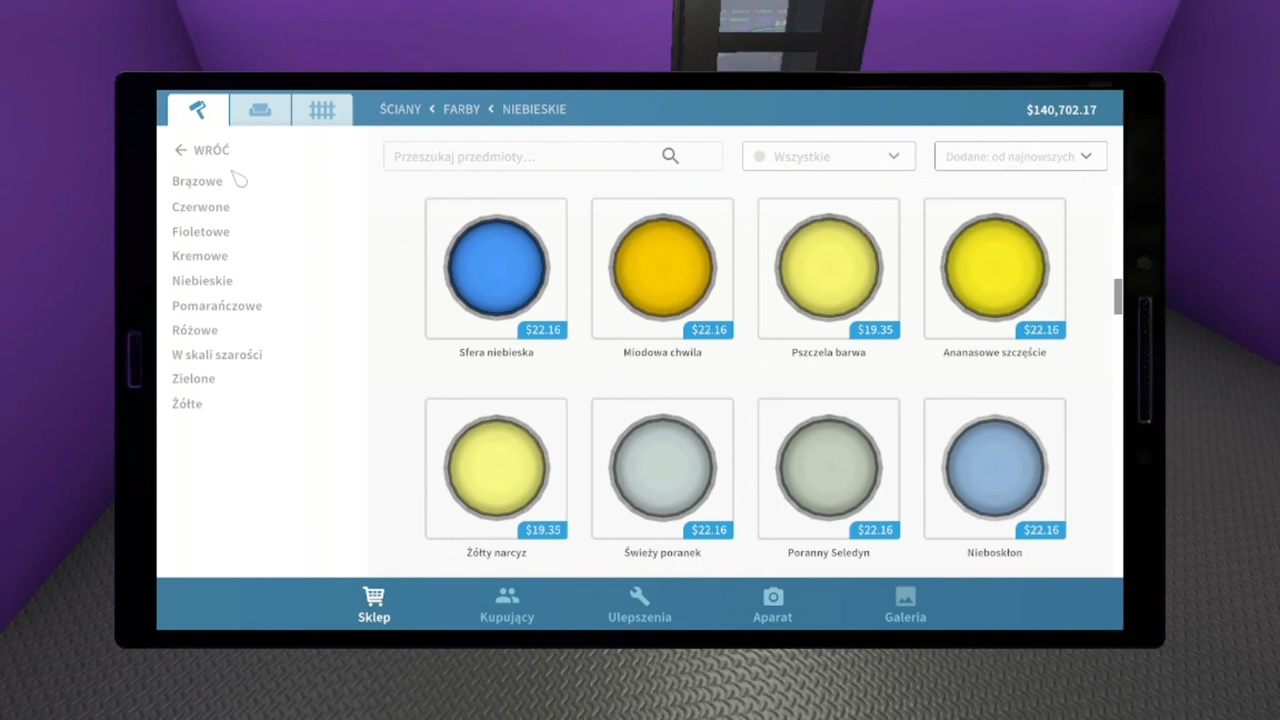 ŚCIANY < FARBY < NIEBIESKIE
$140,702.17
WRÓĆ
Brązowe
Czerwone
Fioletowe
Kremowe
Niebieskie
Pomarańczowe
Różowe
W skali szarości
Zielone
Żółte
Przeszukaj przedmioty...
Wszystkie
Dodane: od najnowszych
$22.16
$22.16
$19.35
$22.16
Sfera niebieska
Miodowa chwila
Pszczela barwa
Ananasowe szczęście
$19.35
$22.16
$22.16
$22.16
Żółty narcyz
Świeży poranek
Poranny Seledyn
Nieboskłon
Sklep
Kupujący
Ulepszenia
Aparat
Galeria